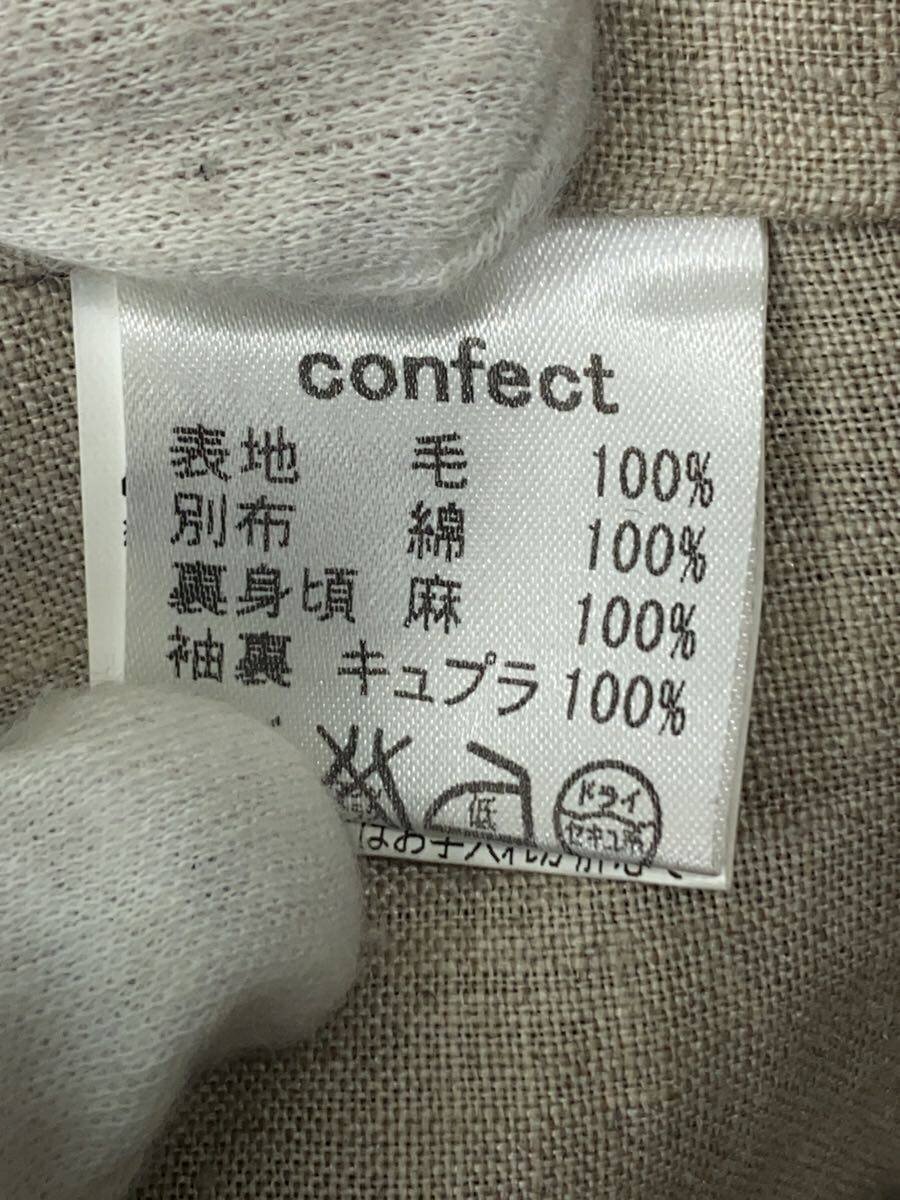 confect
表地 毛 100%
別布 綿 100%
裏身頃 麻 100%
袖裏 キュプラ 100%
低
ドライ
セキユ系